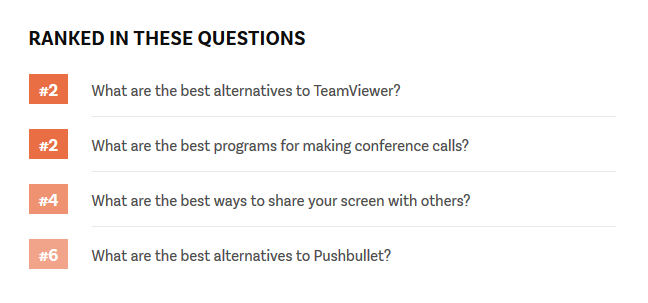 RANKED IN THESE QUESTIONS
#2 What are the best alternatives to TeamViewer?
#2 What are the best programs for making conference calls?
#4 What are the best ways to share your screen with others?
#6 What are the best alternatives to Pushbullet?